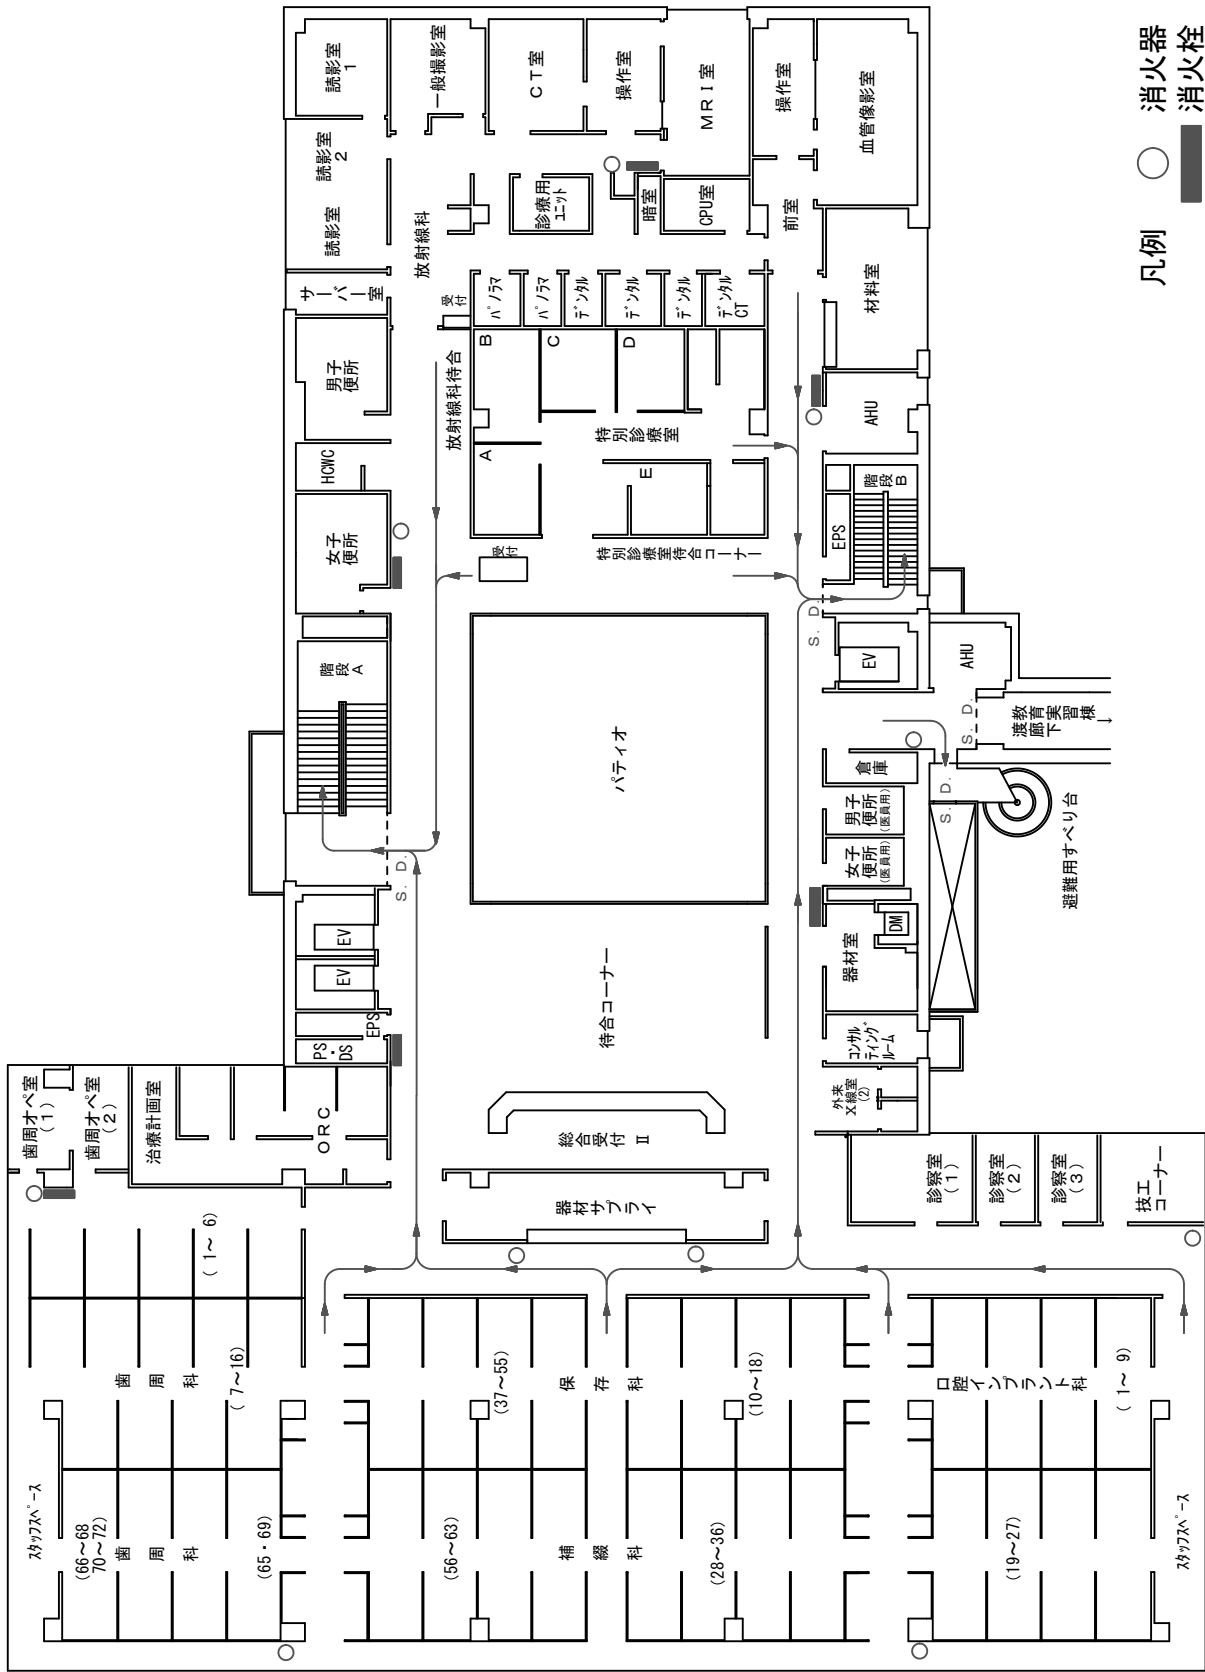 読影室
1
読影室
2
読影室
サーバー室
男子
便所
HCWC
女子
便所
階段
A
EV
EV
EPS
PS・DS
歯周オペ室
(1)
歯周オペ室
(2)
治療計画室
ORC
一般撮影室
CT室
操作室
MRI室
操作室
血管像影室
放射線科
診療用
ユニット
暗室
CPU室
前室
材料室
受付
パノラマ
パノラマ
デンタル
デンタル
デンタル
デンタル
CT
放射線科待合
B
C
D
A
E
特別診療室
受付
特別診療室待合コーナー
AHU
階段
B
EPS
S. D.
EV
AHU
S. D.
教育実習棟
渡廊下→
パティオ
S. D.
倉庫
男子
便所
(医員用)
女子
便所
(医員用)
S. D.
避難用すべり台
器材室
DM
コンサル
ティング
ルーム
外来
X線室
(2)
待合コーナー
総合受付 Ⅱ
器材サプライ
診察室
(1)
診察室
(2)
診察室
(3)
技工
コーナー
(1～6)
歯周科
(7～16)
(37～55)
保存科
(10～18)
口腔インプラント科
(1～9)
スタッフスペース
(66～68
70～72)
歯周科
(65・69)
(56～63)
補綴科
(28～36)
(19～27)
スタッフスペース
凡例
消火器
消火栓